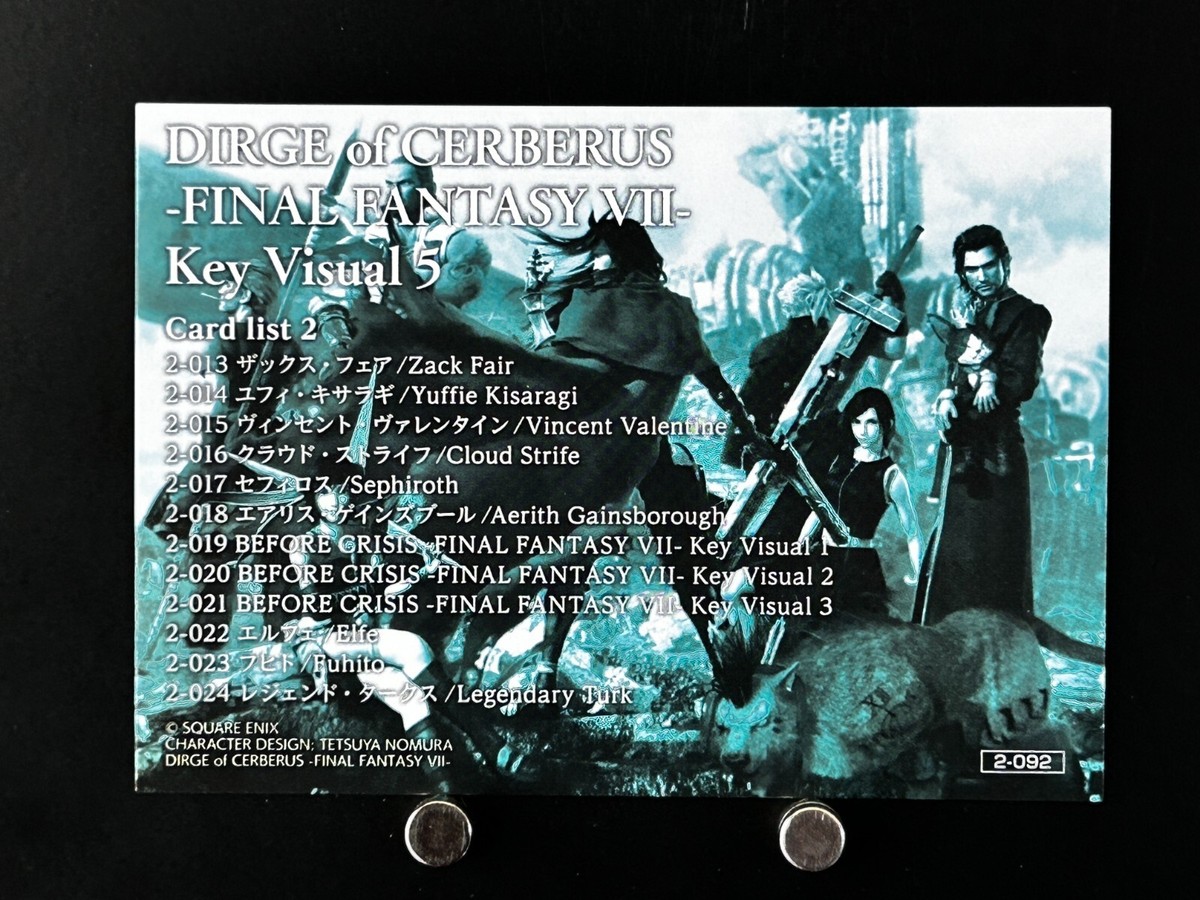 DIRGE of CERBERUS
-FINAL FANTASY VII-
Key Visual 5
Card list 2
2-013 ザックス・フェア/Zack Fair
2-014 ユフィ・キサラギ/Yuffie Kisaragi
2-015 ヴィンセント・ヴァレンタイン/Vincent Valentine
2-016 クラウド・ストライフ/Cloud Strife
2-017 セフィロス/Sephiroth
2-018 エアリス・ゲインズブール/Aerith Gainsborough
2-019 BEFORE CRISIS -FINAL FANTASY VII- Key Visual 1
2-020 BEFORE CRISIS -FINAL FANTASY VII- Key Visual 2
2-021 BEFORE CRISIS -FINAL FANTASY VII- Key Visual 3
2-022 エルフェ/Elfe
2-023 フヒト/Fuhito
2-024 レジェンド・タークス/Legendary Turk
© SQUARE ENIX
CHARACTER DESIGN: TETSUYA NOMURA
DIRGE of CERBERUS -FINAL FANTASY VII-
2-092
XIII